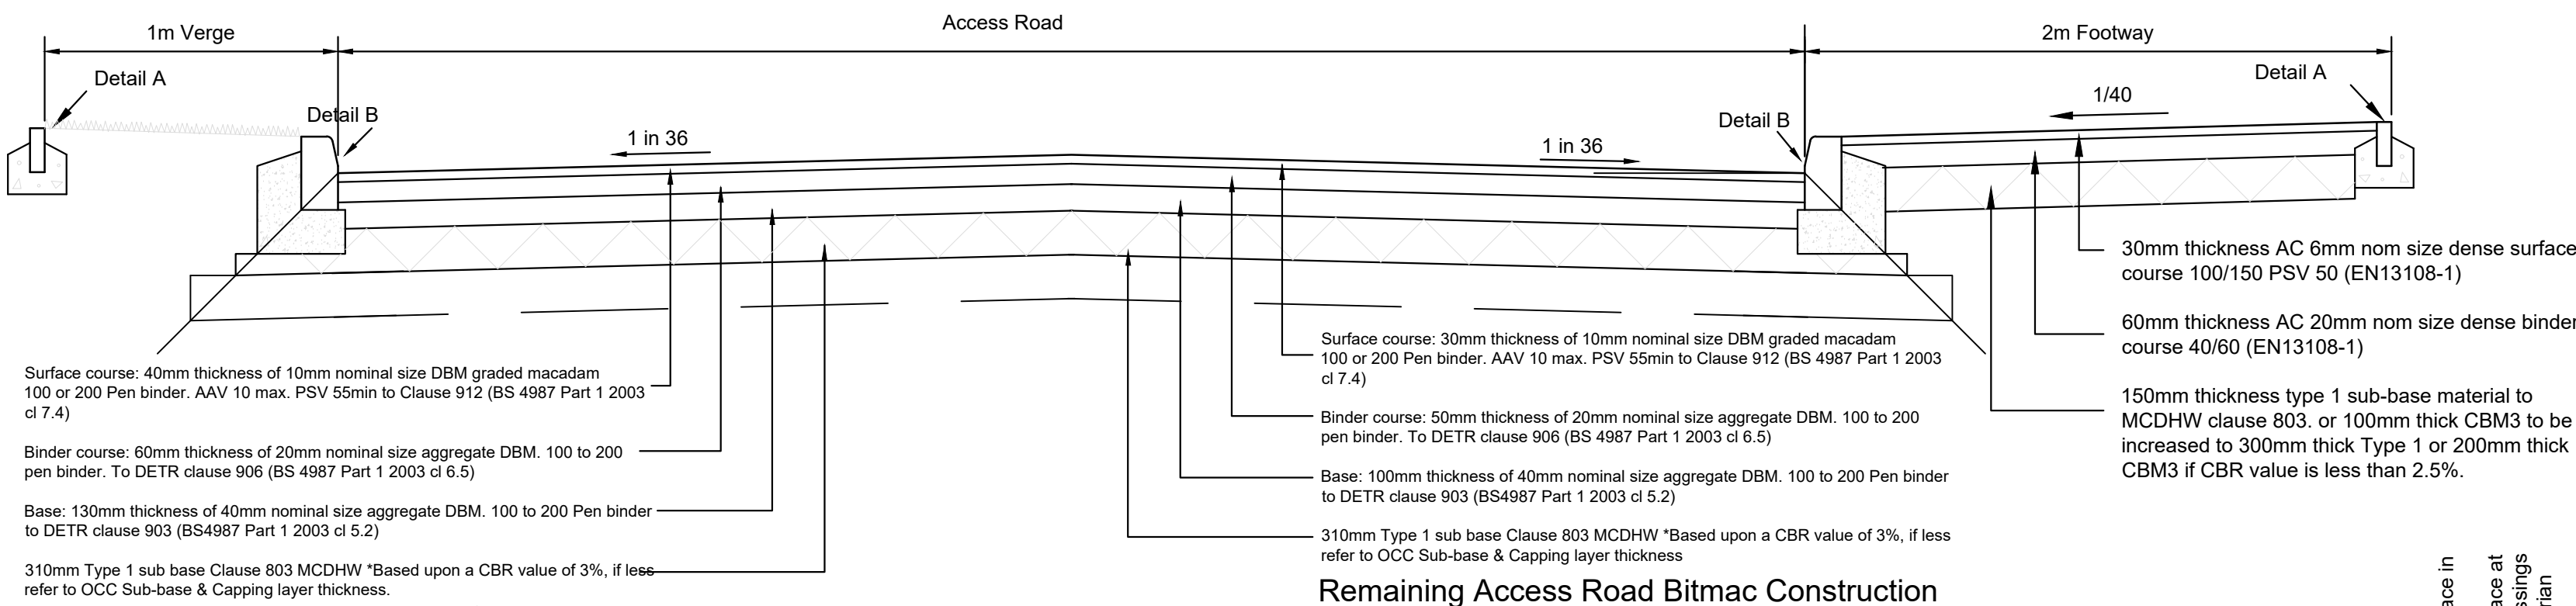 Access Road
1m Verge
2m Footway
Detail A
Detail A
1/40
Detail B
Detail B
1 in 36
1 in 36
30mm thickness AC 6mm nom size dense surface
course 100/150 PSV 50 (EN13108-1)
60mm thickness AC 20mm nom size dense binder
course 40/60 (EN13108-1)
150mm thickness type 1 sub-base material to
MCDHW clause 803. or 100mm thick CBM3 to be
increased to 300mm thick Type 1 or 200mm thick
CBM3 if CBR value is less than 2.5%.
Surface course: 40mm thickness of 10mm nominal size DBM graded macadam
100 or 200 Pen binder. AAV 10 max. PSV 55min to Clause 912 (BS 4987 Part 1 2003
cl 7.4)
Binder course: 60mm thickness of 20mm nominal size aggregate DBM. 100 to 200
pen binder. To DETR clause 906 (BS 4987 Part 1 2003 cl 6.5)
Base: 130mm thickness of 40mm nominal size aggregate DBM. 100 to 200 Pen binder
to DETR clause 903 (BS4987 Part 1 2003 cl 5.2)
310mm Type 1 sub base Clause 803 MCDHW *Based upon a CBR value of 3%, if less
refer to OCC Sub-base & Capping layer thickness.
Surface course: 30mm thickness of 10mm nominal size DBM graded macadam
100 or 200 Pen binder. AAV 10 max. PSV 55min to Clause 912 (BS 4987 Part 1 2003
cl 7.4)
Binder course: 50mm thickness of 20mm nominal size aggregate DBM. 100 to 200
pen binder. To DETR clause 906 (BS 4987 Part 1 2003 cl 6.5)
Base: 100mm thickness of 40mm nominal size aggregate DBM. 100 to 200 Pen binder
to DETR clause 903 (BS4987 Part 1 2003 cl 5.2)
310mm Type 1 sub base Clause 803 MCDHW *Based upon a CBR value of 3%, if less
refer to OCC Sub-base & Capping layer thickness
Remaining Access Road Bitmac Construction
ace in
ace at
ssings
rian